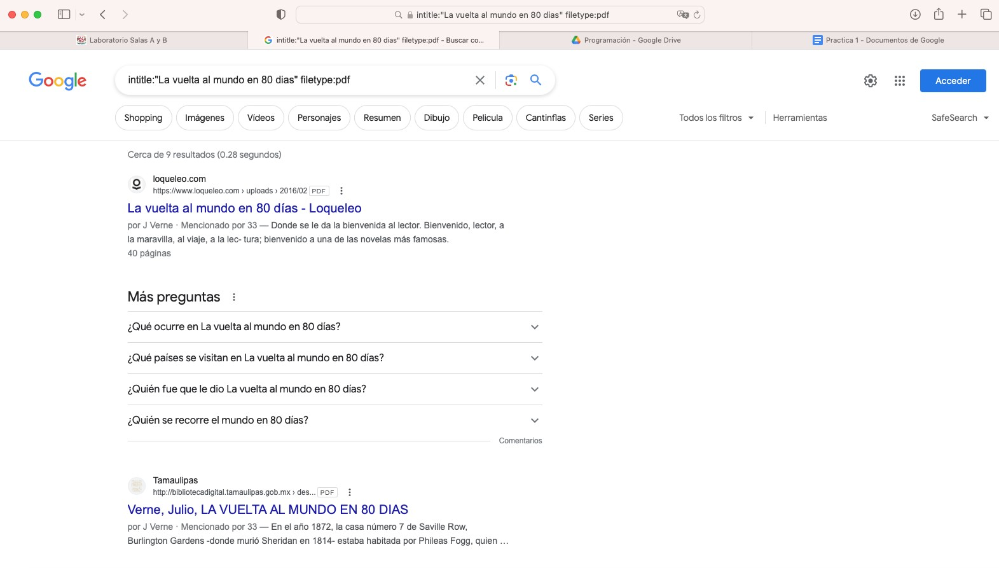 intitle:"La vuelta al mundo en 80 dias" filetype:pdf
Laboratorio Salas A y B
intitle:"La vuelta al mundo en 80 dias" filetype:pdf - Buscar co...
Programación - Google Drive
Practica 1 - Documentos de Google
Google
intitle:"La vuelta al mundo en 80 dias" filetype:pdf
Acceder
Shopping
Imágenes
Vídeos
Personajes
Resumen
Dibujo
Pelicula
Cantinflas
Series
Todos los filtros
Herramientas
SafeSearch
Cerca de 9 resultados (0.28 segundos)
loqueleo.com
https://www.loqueleo.com › uploads › 2016/02 PDF
La vuelta al mundo en 80 días - Loqueleo
por J Verne · Mencionado por 33 — Donde se le da la bienvenida al lector. Bienvenido, lector, a
la maravilla, al viaje, a la lec- tura; bienvenido a una de las novelas más famosas.
40 páginas
Más preguntas
¿Qué ocurre en La vuelta al mundo en 80 días?
¿Qué países se visitan en La vuelta al mundo en 80 días?
¿Quién fue que le dio La vuelta al mundo en 80 días?
¿Quién se recorre el mundo en 80 días?
Comentarios
Tamaulipas
http://bibliotecadigital.tamaulipas.gob.mx › des... PDF
Verne, Julio, LA VUELTA AL MUNDO EN 80 DIAS
por J Verne · Mencionado por 33 — En el año 1872, la casa número 7 de Saville Row,
Burlington Gardens -donde murió Sheridan en 1814- estaba habitada por Phileas Fogg, quien ...